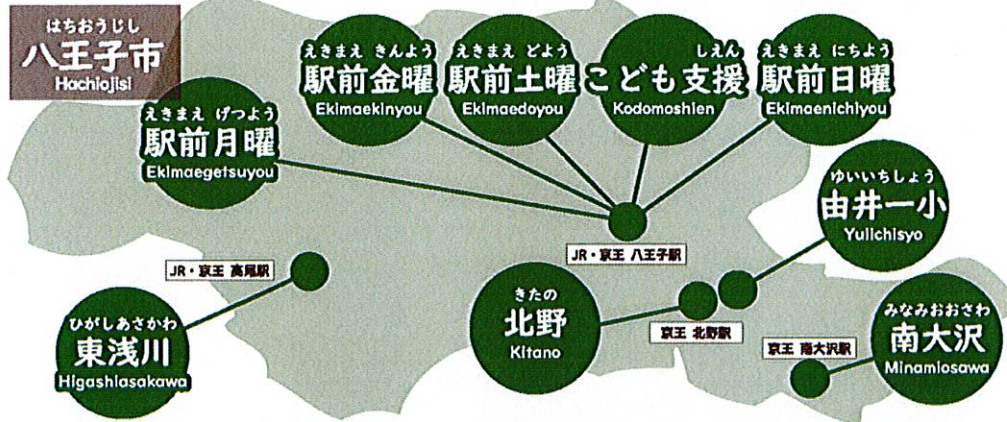 はちおうじし
八王子市
Hachiojisi
えきまえ げつよう
駅前月曜
Ekimaegetsuyou
えきまえ きんよう
駅前金曜
Ekimaekinyou
えきまえ どよう
駅前土曜
Ekimaedoyou
しえん
こども支援
Kodomoshien
えきまえ にちよう
駅前日曜
Ekimaenichiyou
ゆいいちしょう
由井一小
Yuiichisyo
JR・京王 八王子駅
JR・京王 高尾駅
ひがしあさかわ
東浅川
Higashiasakawa
きたの
北野
Kitano
京王 北野駅
京王 南大沢駅
みなみおおさわ
南大沢
Minamiosawa